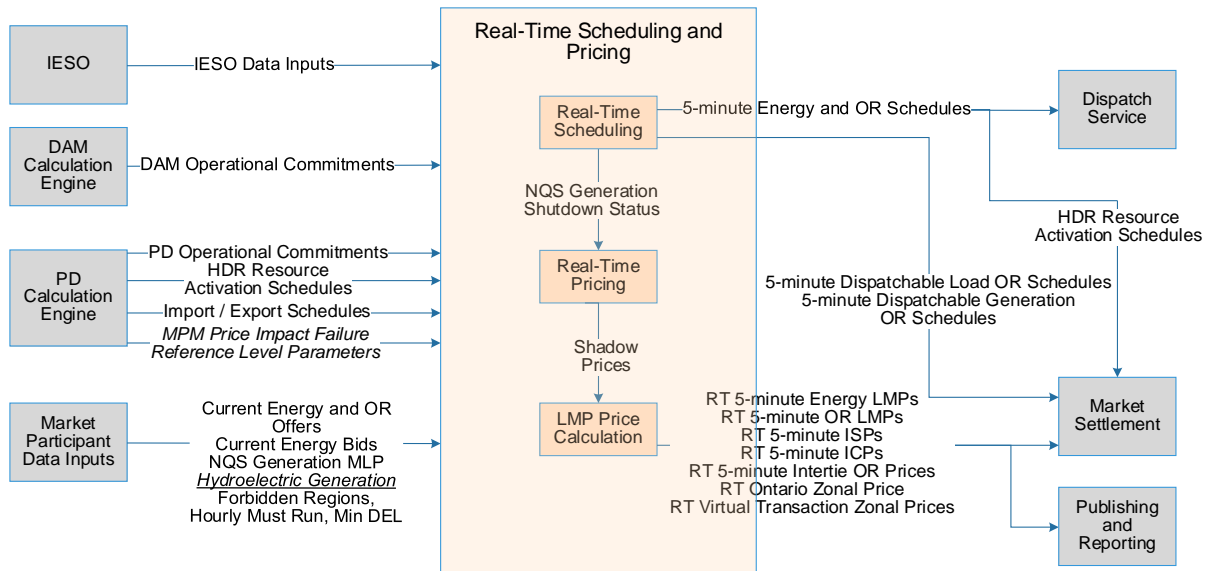 Real-Time Scheduling and
Pricing
IESO
IESO Data Inputs
DAM
Calculation
Engine
DAM Operational Commitments
PD
Calculation
Engine
PD Operational Commitments
HDR Resource
Activation Schedules
Import / Export Schedules
MPM Price Impact Failure
Reference Level Parameters
Market
Participant
Data Inputs
Current Energy and OR
Offers
Current Energy Bids
NQS Generation MLP
Hydroelectric Generation
Forbidden Regions,
Hourly Must Run, Min DEL
Real-Time
Scheduling
NQS Generation
Shutdown Status
Real-Time
Pricing
Shadow
Prices
LMP Price
Calculation
5-minute Energy and OR Schedules
Dispatch
Service
HDR Resource
Activation Schedules
5-minute Dispatchable Load OR Schedules
5-minute Dispatchable Generation
OR Schedules
RT 5-minute Energy LMPs
RT 5-minute OR LMPs
RT 5-minute ISPs
RT 5-minute ICPs
RT 5-minute Intertie OR Prices
RT Ontario Zonal Price
RT Virtual Transaction Zonal Prices
Market
Settlement
Publishing
and
Reporting